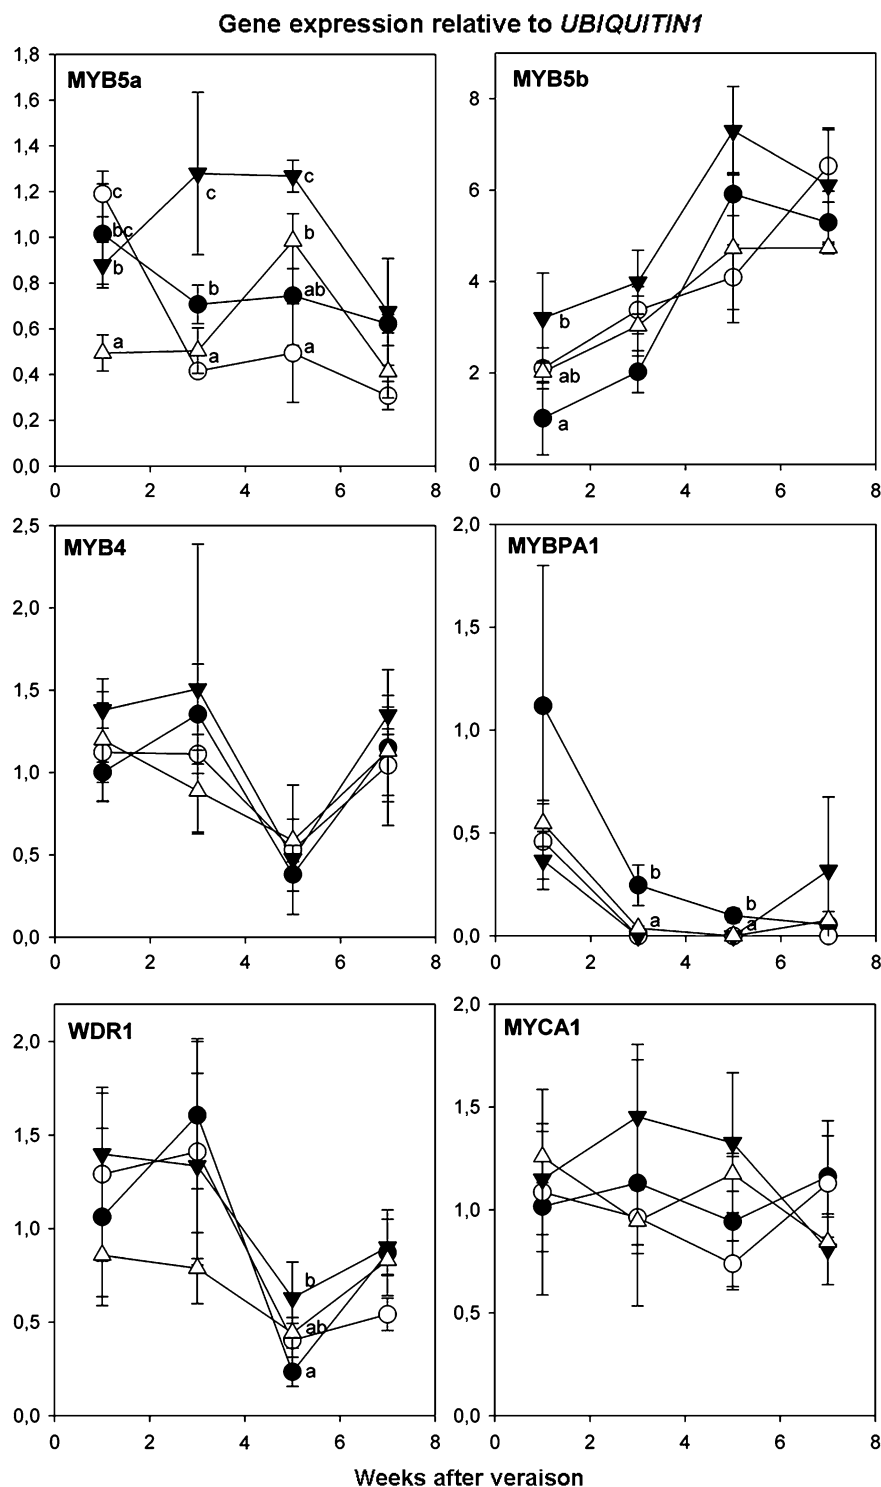 Gene expression relative to UBIQUITIN1
MYB5a
1,8
1,6
1,4
1,2
1,0
0,8
0,6
0,4
0,2
0,0
c
bc
b
a
c
b
a
c
b
ab
a
0 2 4 6 8
MYB5b
8
6
4
2
0
b
ab
a
0 2 4 6 8
MYB4
2,5
2,0
1,5
1,0
0,5
0,0
0 2 4 6 8
MYBPA1
2,0
1,5
1,0
0,5
0,0
b
a
b
a
0 2 4 6 8
WDR1
2,0
1,5
1,0
0,5
0,0
b
ab
a
0 2 4 6 8
MYCA1
2,0
1,5
1,0
0,5
0,0
0 2 4 6 8
Weeks after veraison